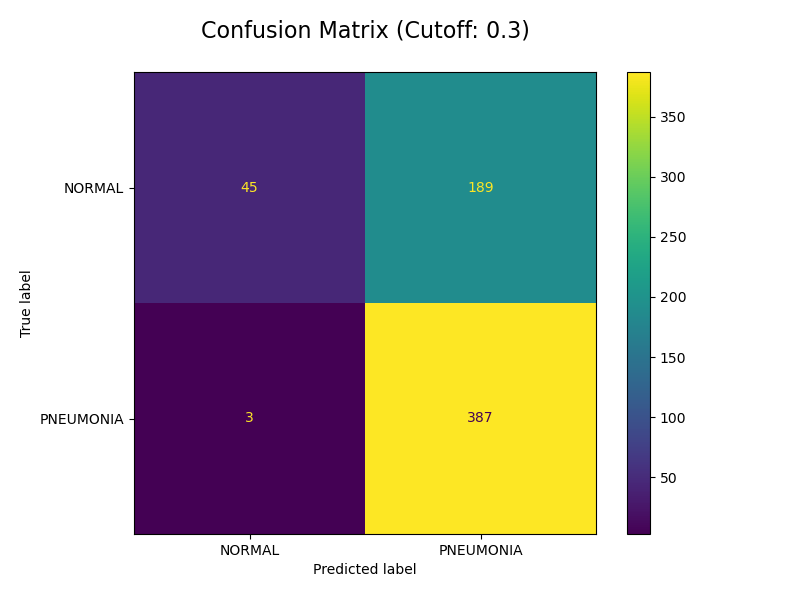 Confusion Matrix (Cutoff: 0.3)
NORMAL
45
189
PNEUMONIA
3
387
NORMAL
PNEUMONIA
Predicted label
True label
350
300
250
200
150
100
50